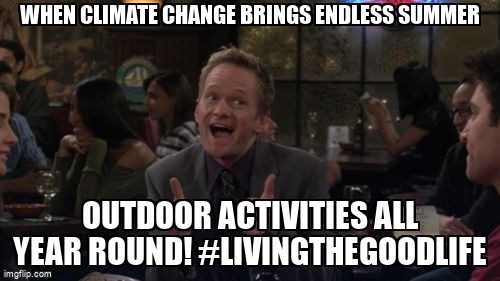 WHEN CLIMATE CHANGE BRINGS ENDLESS SUMMER
OUTDOOR ACTIVITIES ALL
YEAR ROUND! #LIVINGTHEGOODLIFE
imgflip.com